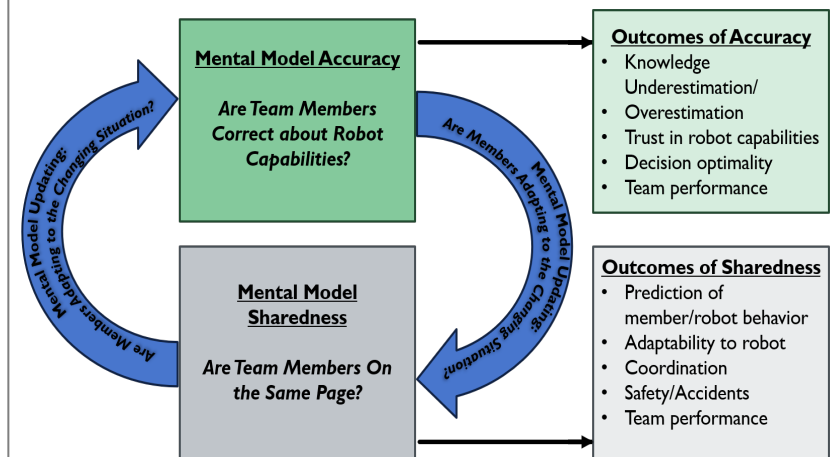 Mental Model Accuracy
Are Team Members
Correct about Robot
Capabilities?
Outcomes of Accuracy
• Knowledge
Underestimation/
Overestimation
• Trust in robot capabilities
• Decision optimality
• Team performance
Mental Model Updating:
Are Members Adapting to the Changing Situation?
Mental Model Updating:
Are Members Adapting to the Changing Situation?
Mental Model
Sharedness
Are Team Members On
the Same Page?
Outcomes of Sharedness
• Prediction of
member/robot behavior
• Adaptability to robot
• Coordination
• Safety/Accidents
• Team performance